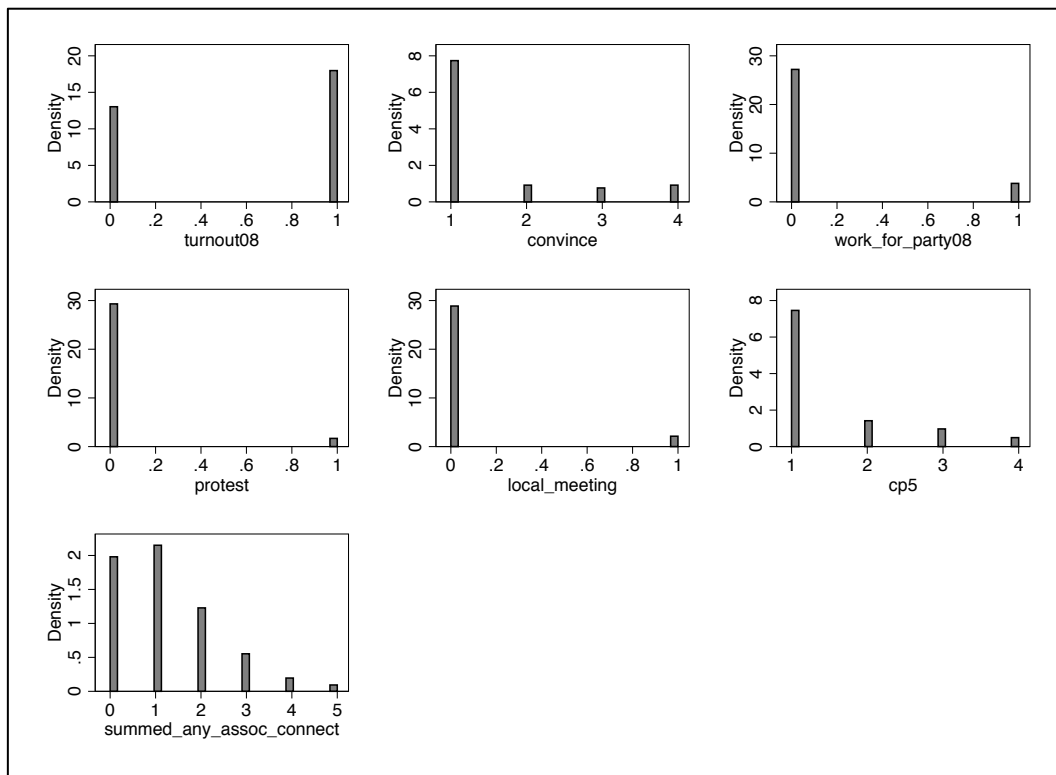 Density
20
15
10
5
0
0 .2 .4 .6 .8 1
turnout08
Density
8
6
4
2
0
1 2 3 4
convince
Density
30
20
10
0
0 .2 .4 .6 .8 1
work_for_party08
Density
30
20
10
0
0 .2 .4 .6 .8 1
protest
Density
30
20
10
0
0 .2 .4 .6 .8 1
local_meeting
Density
8
6
4
2
0
1 2 3 4
cp5
Density
2
1.5
1
.5
0
0 1 2 3 4 5
summed_any_assoc_connect